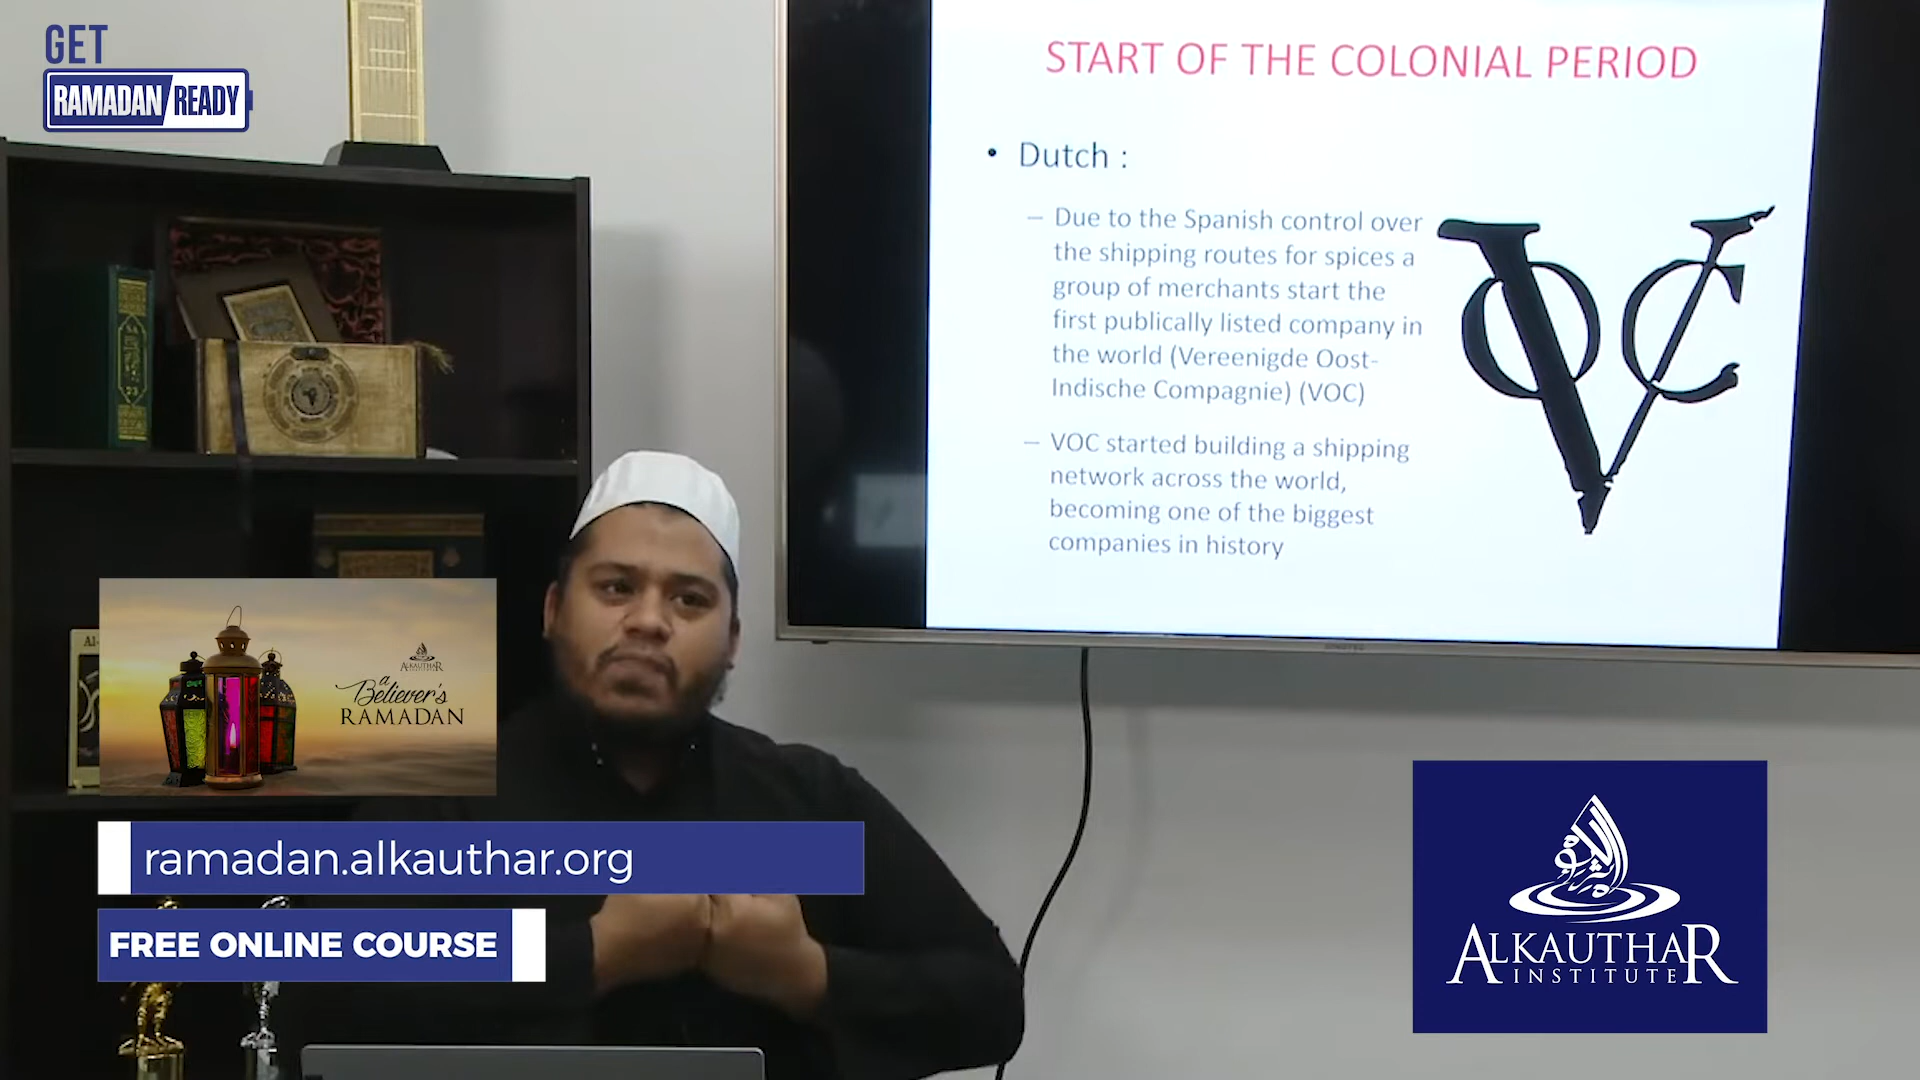 GET
RAMADAN READY
START OF THE COLONIAL PERIOD
• Dutch :
– Due to the Spanish control over
the shipping routes for spices a
group of merchants start the
first publically listed company in
the world (Vereenigde Oost-
Indische Compagnie) (VOC)
– VOC started building a shipping
network across the world,
becoming one of the biggest
companies in history
VOC
ALKAUTHAR
a
Believer's
RAMADAN
ramadan.alkauthar.org
FREE ONLINE COURSE
ALKAUTHAR
INSTITUTE